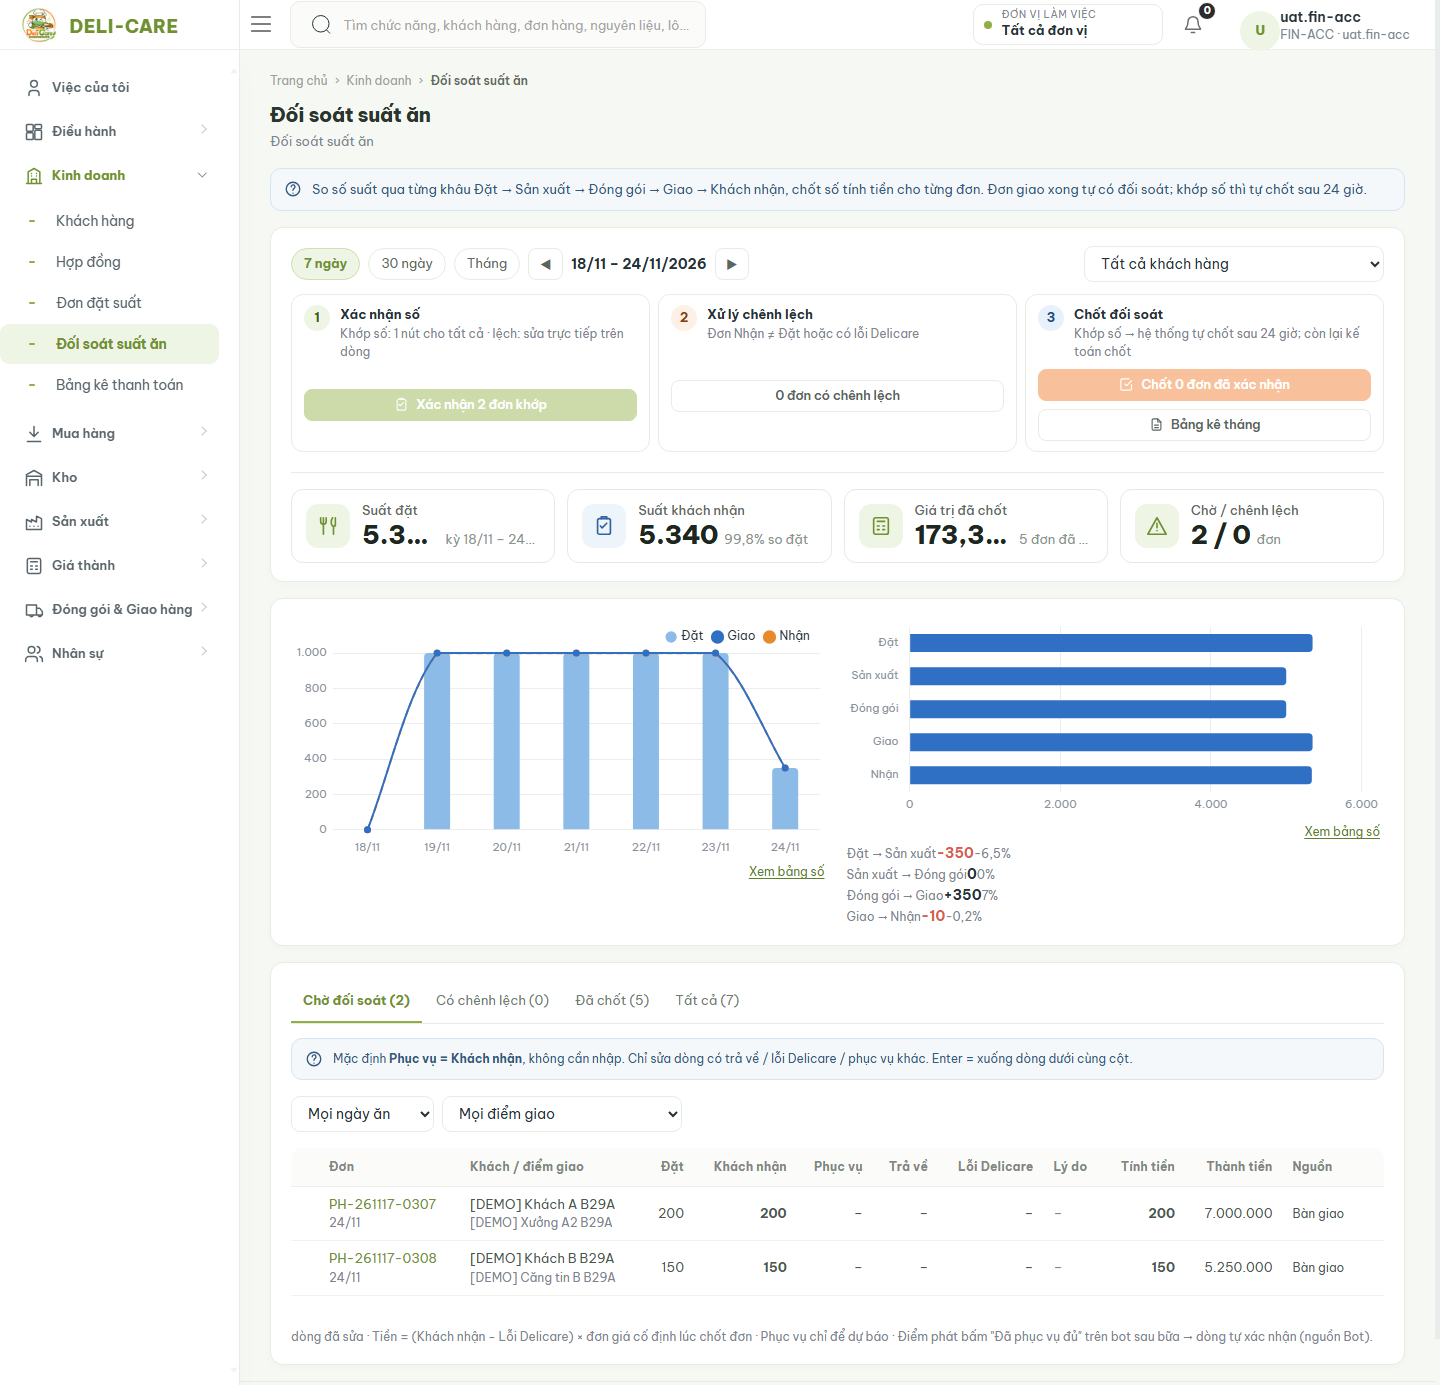 DELI-CARE
Tìm chức năng, khách hàng, đơn hàng, nguyên liệu, lô...
ĐƠN VỊ LÀM VIỆC
Tất cả đơn vị
0
U
uat.fin-acc
FIN-ACC · uat.fin-acc
Việc của tôi
Điều hành
Kinh doanh
Khách hàng
Hợp đồng
Đơn đặt suất
Đối soát suất ăn
Bảng kê thanh toán
Mua hàng
Kho
Sản xuất
Giá thành
Đóng gói & Giao hàng
Nhân sự
Trang chủ › Kinh doanh › Đối soát suất ăn
Đối soát suất ăn
Đối soát suất ăn
So số suất qua từng khâu Đặt → Sản xuất → Đóng gói → Giao → Khách nhận, chốt số tính tiền cho từng đơn. Đơn giao xong tự có đối soát; khớp số thì tự chốt sau 24 giờ.
7 ngày 30 ngày Tháng ◀ 18/11 – 24/11/2026 ▶ Tất cả khách hàng
1 Xác nhận số
Khớp số: 1 nút cho tất cả · lệch: sửa trực tiếp trên
dòng
Xác nhận 2 đơn khớp
2 Xử lý chênh lệch
Đơn Nhận ≠ Đặt hoặc có lỗi Delicare
0 đơn có chênh lệch
3 Chốt đối soát
Khớp số → hệ thống tự chốt sau 24 giờ; còn lại kế
toán chốt
Chốt 0 đơn đã xác nhận
Bảng kê tháng
Suất đặt
5.3... kỳ 18/11 – 24...
Suất khách nhận
5.340 99,8% so đặt
Giá trị đã chốt
173,3... 5 đơn đã ...
Chờ / chênh lệch
2 / 0 đơn
Đặt Giao Nhận
1.000
800
600
400
200
0
18/11 19/11 20/11 21/11 22/11 23/11 24/11
Xem bảng số
Đặt
Sản xuất
Đóng gói
Giao
Nhận
0 2.000 4.000 6.000
Xem bảng số
Đặt → Sản xuất-350-6,5%
Sản xuất → Đóng gói00%
Đóng gói → Giao+3507%
Giao → Nhận-10-0,2%
Chờ đối soát (2) Có chênh lệch (0) Đã chốt (5) Tất cả (7)
Mặc định Phục vụ = Khách nhận, không cần nhập. Chỉ sửa dòng có trả về / lỗi Delicare / phục vụ khác. Enter = xuống dòng dưới cùng cột.
Mọi ngày ăn Mọi điểm giao
Đơn Khách / điểm giao Đặt Khách nhận Phục vụ Trả về Lỗi Delicare Lý do Tính tiền Thành tiền Nguồn
PH-261117-0307 [DEMO] Khách A B29A 200 200 – – – – 200 7.000.000 Bàn giao
24/11 [DEMO] Xưởng A2 B29A
PH-261117-0308 [DEMO] Khách B B29A 150 150 – – – – 150 5.250.000 Bàn giao
24/11 [DEMO] Căng tin B B29A
dòng đã sửa · Tiền = (Khách nhận − Lỗi Delicare) × đơn giá cố định lúc chốt đơn · Phục vụ chỉ để dự báo · Điểm phát bấm "Đã phục vụ đủ" trên bot sau bữa → dòng tự xác nhận (nguồn Bot).